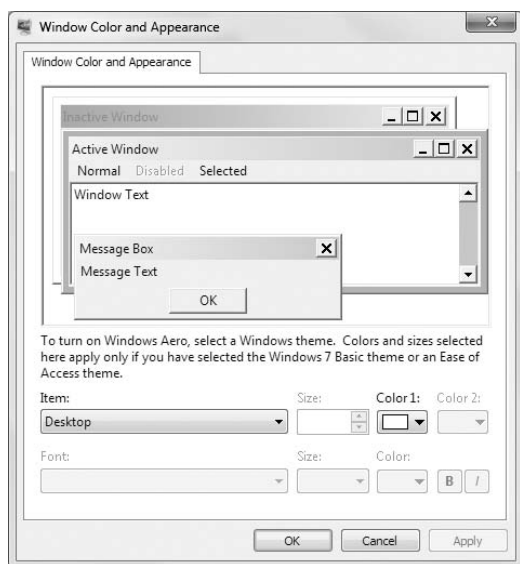 Window Color and Appearance
Window Color and Appearance
Inactive Window
Active Window
Normal Disabled Selected
Window Text
Message Box
Message Text
OK
To turn on Windows Aero, select a Windows theme. Colors and sizes selected
here apply only if you have selected the Windows 7 Basic theme or an Ease of
Access theme.
Item: Size: Color 1: Color 2:
Desktop
Font: Size: Color:
B I
OK Cancel Apply